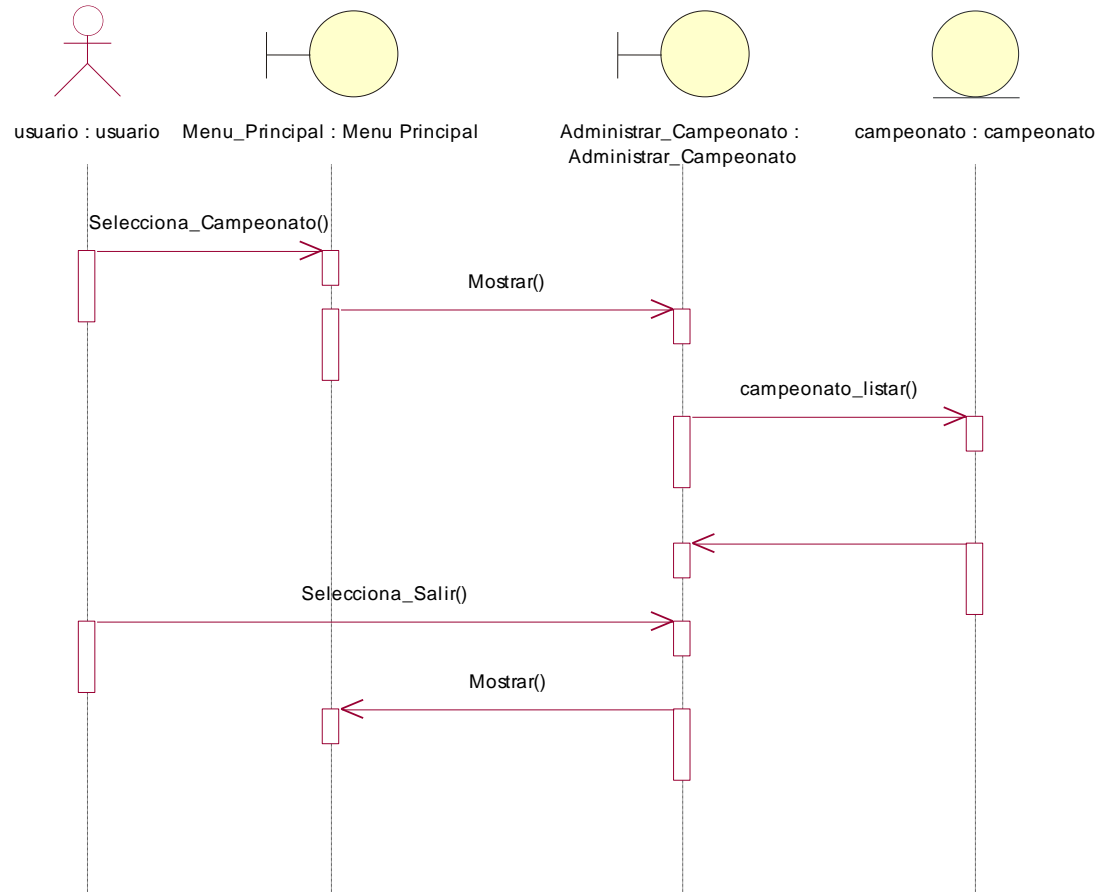 usuario : usuario
Menu_Principal : Menu Principal
Administrar_Campeonato :
Administrar_Campeonato
campeonato : campeonato
Selecciona_Campeonato()
Mostrar()
campeonato_listar()
Selecciona_Salir()
Mostrar()